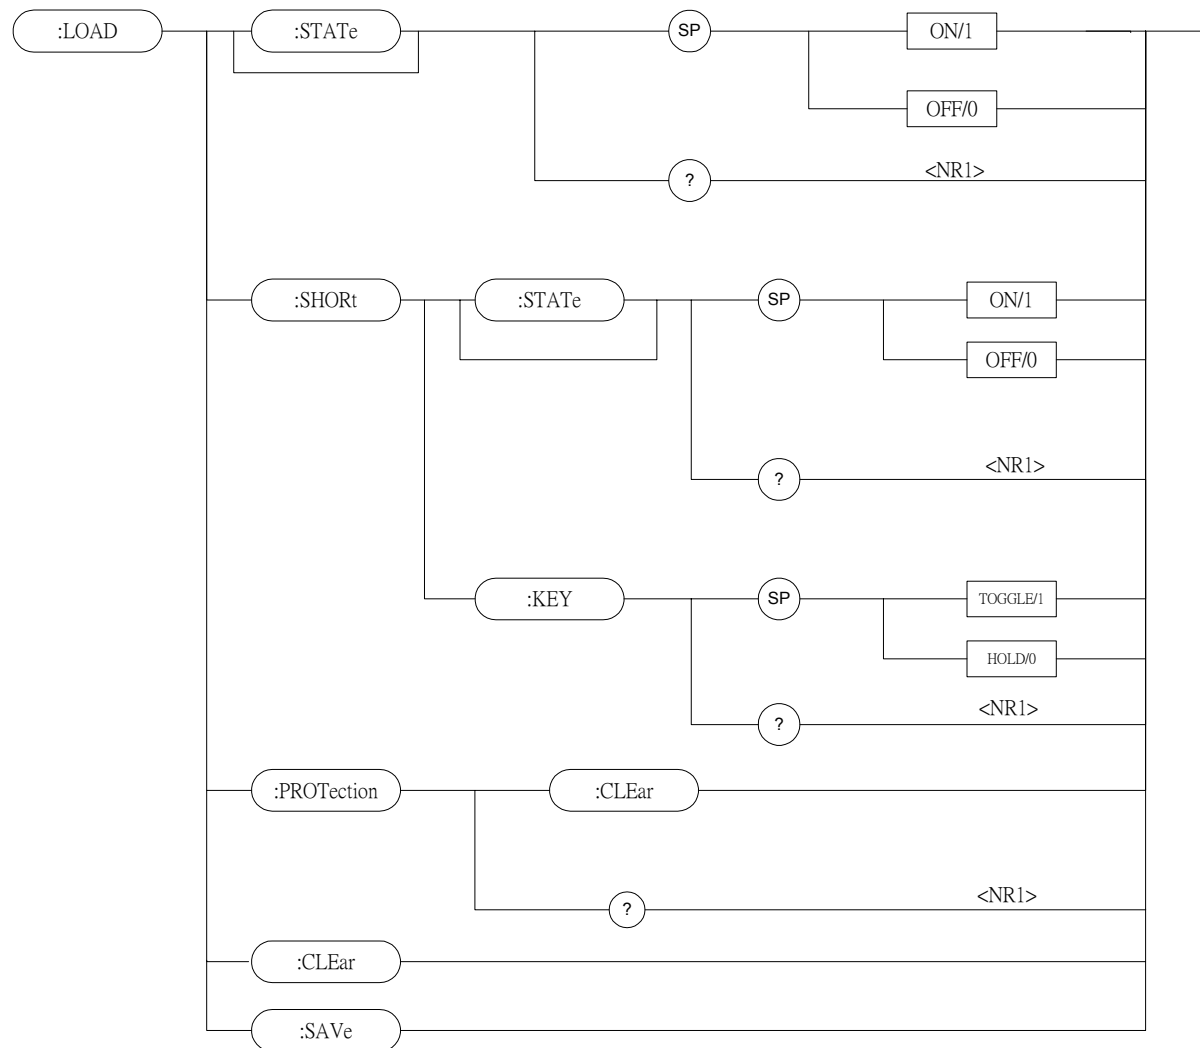 :LOAD
:STATe
SP
ON/1
OFF/0
?
<NR1>
:SHORt
:STATe
SP
ON/1
OFF/0
?
<NR1>
:KEY
SP
TOGGLE/1
HOLD/0
?
<NR1>
:PROTection
:CLEar
?
<NR1>
:CLEar
:SAVe